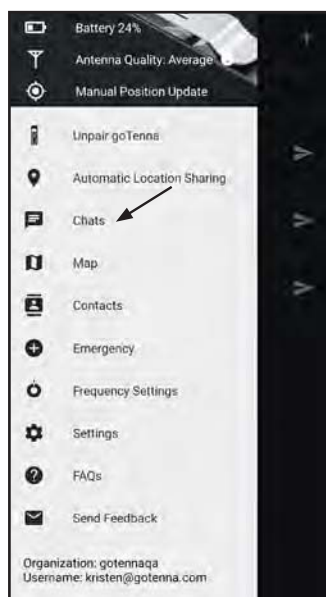 Battery 24%
Antenna Quality: Average
Manual Position Update
Unpair goTenna
Automatic Location Sharing
Chats
Map
Contacts
Emergency
Frequency Settings
Settings
FAQs
Send Feedback
Organization: gotennaqa
Username: kristen@gotenna.com